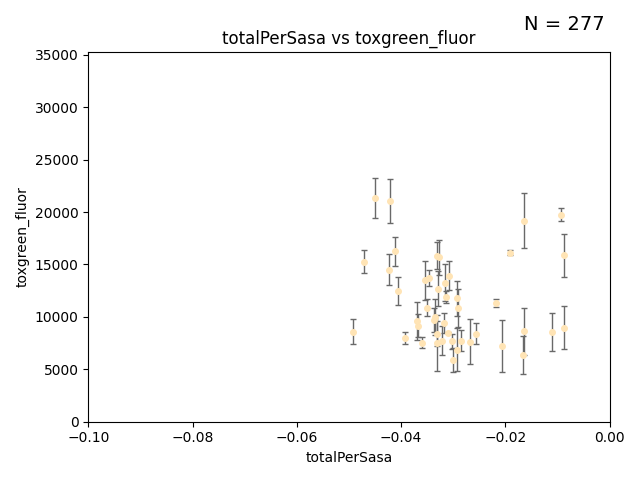 N = 277
totalPerSasa vs toxgreen_fluor
35000
30000
25000
20000
15000
10000
5000
0
toxgreen_fluor
−0.10 −0.08 −0.06 −0.04 −0.02 0.00
totalPerSasa